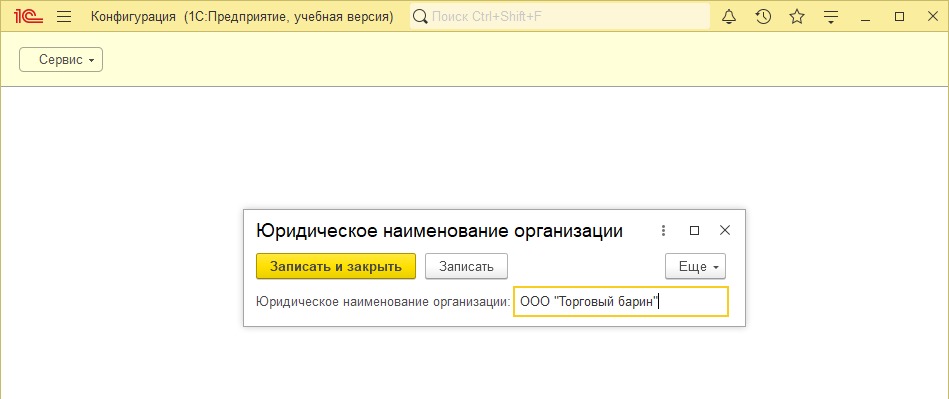 1С Конфигурация (1С:Предприятие, учебная версия) Поиск Ctrl+Shift+F
Сервис
Юридическое наименование организации
Записать и закрыть Записать Еще
Юридическое наименование организации: ООО "Торговый барин"